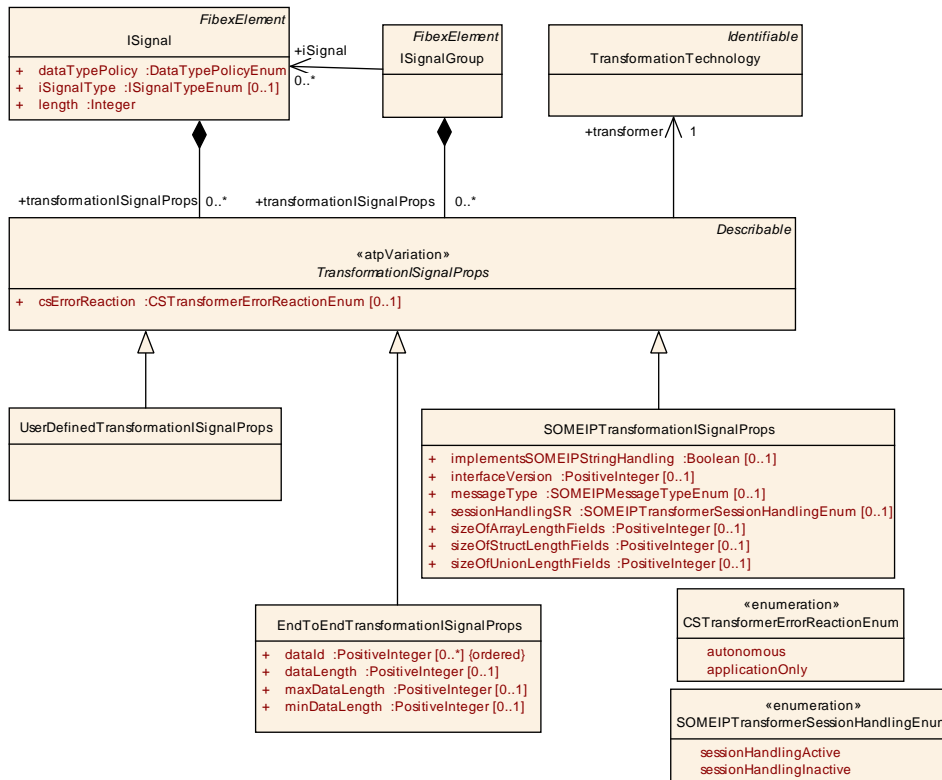 FibexElement
ISignal
+ dataTypePolicy :DataTypePolicyEnum
+ iSignalType :ISignalTypeEnum [0..1]
+ length :Integer
+iSignal
0..*
FibexElement
ISignalGroup
Identifiable
TransformationTechnology
+transformer
1
+transformationISignalProps
0..*
+transformationISignalProps
0..*
Describable
«atpVariation»
TransformationISignalProps
+ csErrorReaction :CSTransformerErrorReactionEnum [0..1]
UserDefinedTransformationISignalProps
SOMEIPTransformationISignalProps
+ implementsSOMEIPStringHandling :Boolean [0..1]
+ interfaceVersion :PositiveInteger [0..1]
+ messageType :SOMEIPMessageTypeEnum [0..1]
+ sessionHandlingSR :SOMEIPTransformerSessionHandlingEnum [0..1]
+ sizeOfArrayLengthFields :PositiveInteger [0..1]
+ sizeOfStructLengthFields :PositiveInteger [0..1]
+ sizeOfUnionLengthFields :PositiveInteger [0..1]
EndToEndTransformationISignalProps
+ dataId :PositiveInteger [0..*] {ordered}
+ dataLength :PositiveInteger [0..1]
+ maxDataLength :PositiveInteger [0..1]
+ minDataLength :PositiveInteger [0..1]
«enumeration»
CSTransformerErrorReactionEnum
autonomous
applicationOnly
«enumeration»
SOMEIPTransformerSessionHandlingEnum
sessionHandlingActive
sessionHandlingInactive